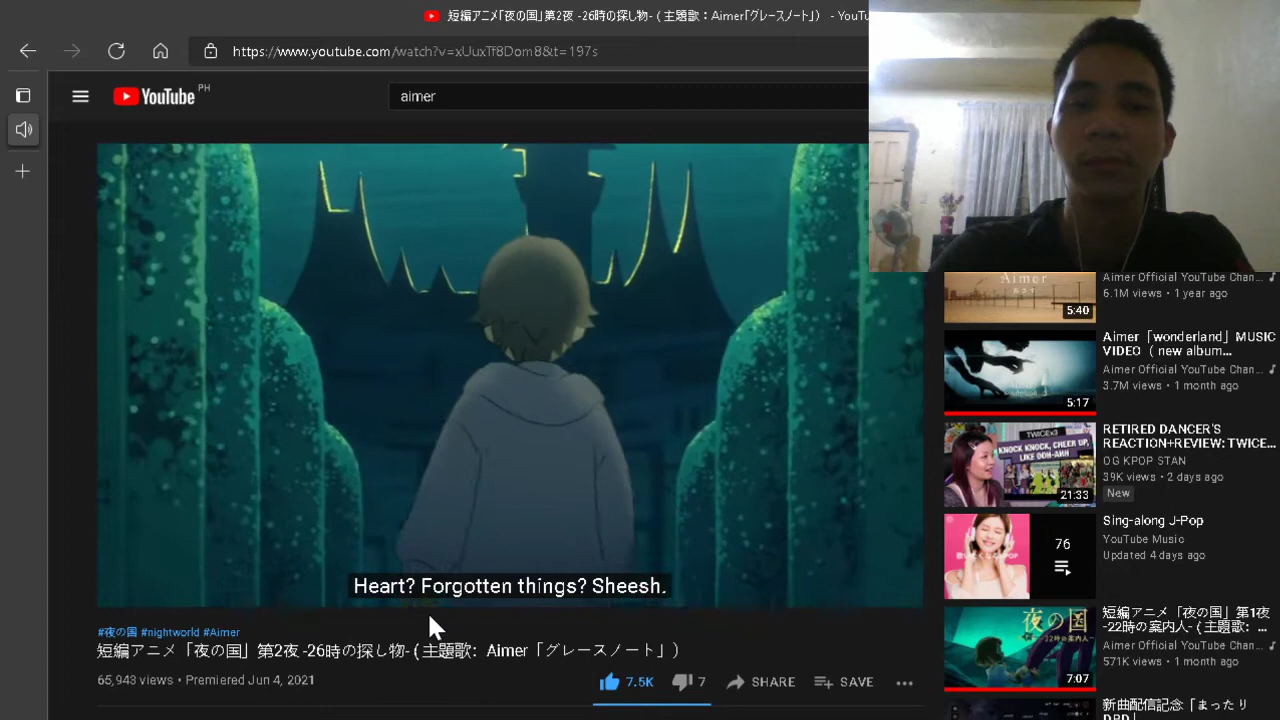 短編アニメ「夜の国」第2夜 -26時の探し物- ( 主題歌：Aimer「グレースノート」) - YouTu
https://www.youtube.com/watch?v=xUuxTf8Dom8&t=197s
YouTube PH
aimer
Heart? Forgotten things? Sheesh.
#夜の国 #nightworld #Aimer
短編アニメ「夜の国」第2夜 -26時の探し物- ( 主題歌：Aimer「グレースノート」)
65,943 views • Premiered Jun 4, 2021
7.5K
7
SHARE
SAVE
Aimer
Aimer Official YouTube Chan...
6.1M views • 1 year ago
5:40
Aimer「wonderland」MUSIC
VIDEO ( new album...
Aimer Official YouTube Chan...
3.7M views • 1 month ago
5:17
RETIRED DANCER'S
REACTION+REVIEW: TWICE...
OG KPOP STAN
39K views • 2 days ago
New
TWICEx3
KNOCK KNOCK, CHEER UP,
LIKE OOH-AHH
21:33
Sing-along J-Pop
YouTube Music
Updated 4 days ago
76
短編アニメ「夜の国」第1夜
-22時の案内人- ( 主題歌： ...
Aimer Official YouTube Chan...
571K views • 1 month ago
夜の国
22時の案内人
7:07
新曲配信記念「まったり